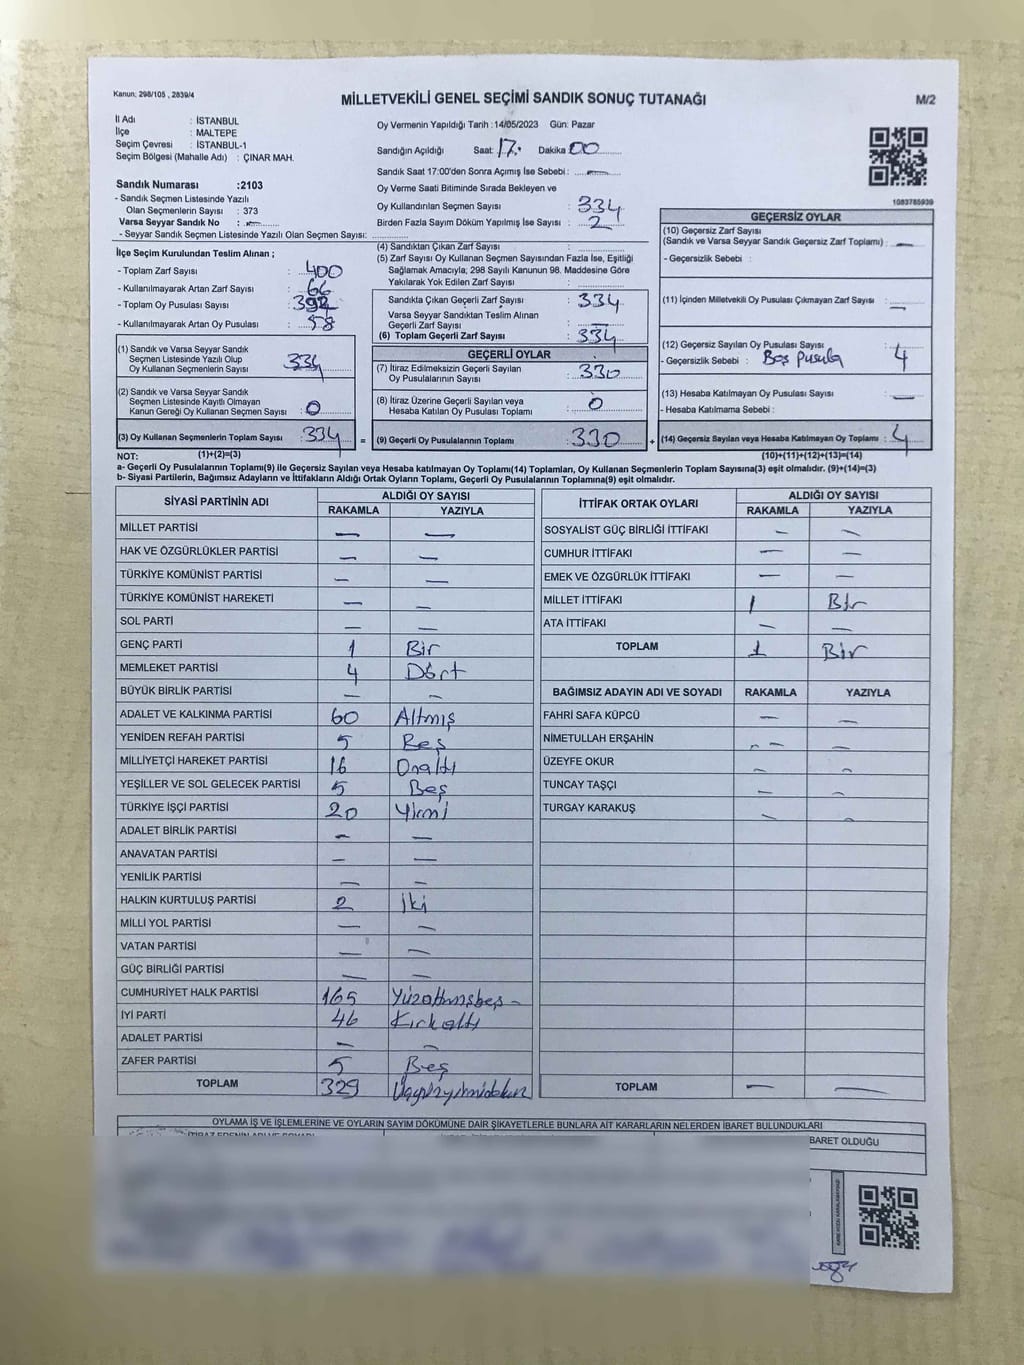 Kanun: 298/105 , 2839/4
MİLLETVEKİLİ GENEL SEÇİMİ SANDIK SONUÇ TUTANAĞI
M/2
İl Adı : İSTANBUL
İlçe : MALTEPE
Seçim Çevresi : İSTANBUL-1
Seçim Bölgesi (Mahalle Adı) : ÇINAR MAH.
Sandık Numarası :2103
- Sandık Seçmen Listesinde Yazılı
Olan Seçmenlerin Sayısı : 373
Varsa Seyyar Sandık No : —
- Seyyar Sandık Seçmen Listesinde Yazılı Olan Seçmen Sayısı:
Oy Vermenin Yapıldığı Tarih :14/05/2023 Gün: Pazar
Sandığın Açıldığı Saat: 17. Dakika 00
Sandık Saat 17:00'den Sonra Açımış İse Sebebi : —
Oy Verme Saati Bitiminde Sırada Bekleyen ve
Oy Kullandırılan Seçmen Sayısı : 334
Birden Fazla Sayım Döküm Yapılmış İse Sayısı : 2
1083785939
İlçe Seçim Kurulundan Teslim Alınan ;
- Toplam Zarf Sayısı : 400
- Kullanılmayarak Artan Zarf Sayısı : 66
- Toplam Oy Pusulası Sayısı : 392
- Kullanılmayarak Artan Oy Pusulası : 58
(1) Sandık ve Varsa Seyyar Sandık
Seçmen Listesinde Yazılı Olup
Oy Kullanan Seçmenlerin Sayısı : 334
(2) Sandık ve Varsa Seyyar Sandık
Seçmen Listesinde Kayıtlı Olmayan
Kanun Gereği Oy Kullanan Seçmen Sayısı : 0
(3) Oy Kullanan Seçmenlerin Toplam Sayısı : 334 =
(4) Sandıktan Çıkan Zarf Sayısı :
(5) Zarf Sayısı Oy Kullanan Seçmen Sayısından Fazla İse, Eşitliği
Sağlamak Amacıyla, 298 Sayılı Kanunun 98. Maddesine Göre
Yakılarak Yok Edilen Zarf Sayısı :
Sandıkta Çıkan Geçerli Zarf Sayısı : 334
Varsa Seyyar Sandıktan Teslim Alınan
Geçerli Zarf Sayısı : —
(6) Toplam Geçerli Zarf Sayısı : 334
GEÇERLİ OYLAR
(7) İtiraz Edilmeksizin Geçerli Sayılan
Oy Pusulalarının Sayısı : 330
(8) İtiraz Üzerine Geçerli Sayılan veya
Hesaba Katılan Oy Pusulası Toplamı : 0
(9) Geçerli Oy Pusulalarının Toplamı : 330 +
GEÇERSİZ OYLAR
(10) Geçersiz Zarf Sayısı
(Sandık ve Varsa Seyyar Sandık Geçersiz Zarf Toplamı) : —
- Geçersizlik Sebebi :
(11) İçinden Milletvekili Oy Pusulası Çıkmayan Zarf Sayısı : —
(12) Geçersiz Sayılan Oy Pusulası Sayısı : 4
- Geçersizlik Sebebi : Boş Pusula
(13) Hesaba Katılmayan Oy Pusulası Sayısı : —
- Hesaba Katılmama Sebebi :
(14) Geçersiz Sayılan veya Hesaba Katılmayan Oy Toplamı : 4
NOT: (1)+(2)=(3) (10)+(11)+(12)+(13)=(14)
a- Geçerli Oy Pusulalarının Toplamı(9) ile Geçersiz Sayılan veya Hesaba katılmayan Oy Toplamı(14) Toplamları, Oy Kullanan Seçmenlerin Toplam Sayısına(3) eşit olmalıdır. (9)+(14)=(3)
b- Siyasi Partilerin, Bağımsız Adayların ve İttifakların Aldığı Ortak Oyların Toplamı, Geçerli Oy Pusulalarının Toplamına(9) eşit olmalıdır.
SİYASİ PARTİNİN ADI ALDIĞI OY SAYISI
RAKAMLA YAZIYLA
MİLLET PARTİSİ — —
HAK VE ÖZGÜRLÜKLER PARTİSİ — —
TÜRKİYE KOMÜNİST PARTİSİ — —
TÜRKİYE KOMÜNİST HAREKETİ — —
SOL PARTİ — —
GENÇ PARTİ 1 Bir
MEMLEKET PARTİSİ 4 Dört
BÜYÜK BİRLİK PARTİSİ — —
ADALET VE KALKINMA PARTİSİ 60 Altmış
YENİDEN REFAH PARTİSİ 5 Beş
MİLLİYETÇİ HAREKET PARTİSİ 16 Onaltı
YEŞİLLER VE SOL GELECEK PARTİSİ 5 Beş
TÜRKİYE İŞÇİ PARTİSİ 20 Yirmi
ADALET BİRLİK PARTİSİ — —
ANAVATAN PARTİSİ — —
YENİLİK PARTİSİ — —
HALKIN KURTULUŞ PARTİSİ 2 İki
MİLLİ YOL PARTİSİ — —
VATAN PARTİSİ — —
GÜÇ BİRLİĞİ PARTİSİ — —
CUMHURİYET HALK PARTİSİ 165 Yüzaltmışbeş —
İYİ PARTİ 46 Kırkaltı
ADALET PARTİSİ — —
ZAFER PARTİSİ 5 Beş
TOPLAM 329 Üçyüzyirmidokuz
İTTİFAK ORTAK OYLARI ALDIĞI OY SAYISI
RAKAMLA YAZIYLA
SOSYALİST GÜÇ BİRLİĞİ İTTİFAKI — —
CUMHUR İTTİFAKI — —
EMEK VE ÖZGÜRLÜK İTTİFAKI — —
MİLLET İTTİFAKI 1 Bir
ATA İTTİFAKI — —
TOPLAM 1 Bir
BAĞIMSIZ ADAYIN ADI VE SOYADI RAKAMLA YAZIYLA
FAHRİ SAFA KÜPCÜ — —
NİMETULLAH ERŞAHİN — —
ÜZEYFE OKUR — —
TUNCAY TAŞÇI — —
TURGAY KARAKUŞ — —
TOPLAM — —
OYLAMA İŞ VE İŞLEMLERİNE VE OYLARIN SAYIM DÖKÜMÜNE DAİR ŞİKAYETLERLE BUNLARA AİT KARARLARIN NELERDEN İBARET BULUNDUKLARI
BARET OLDUĞU